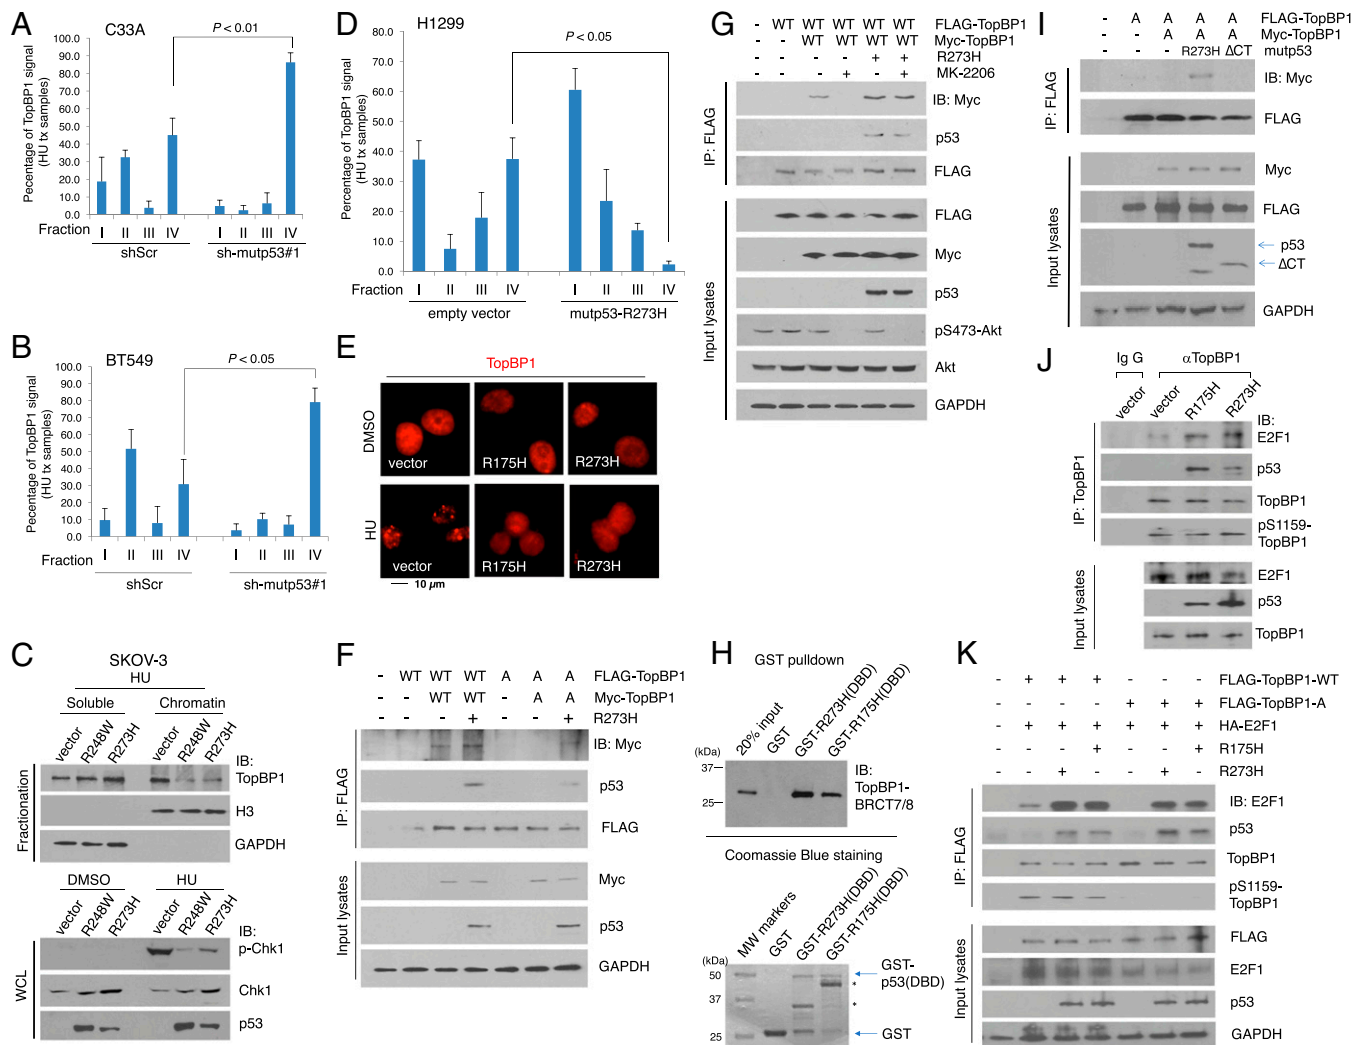 A
C33A
P < 0.01
Percentage of TopBP1 signal
(HU tx samples)
100.0
90.0
80.0
70.0
60.0
50.0
40.0
30.0
20.0
10.0
0.0
Fraction I II III IV I II III IV
shScr sh-mutp53#1
B
BT549
P < 0.05
Pecentage of TopBP1 signal
(HU tx samples)
100.0
90.0
80.0
70.0
60.0
50.0
40.0
30.0
20.0
10.0
0.0
Fraction I II III IV I II III IV
shScr sh-mutp53#1
C
SKOV-3
HU
Soluble Chromatin
vector R248W R273H vector R248W R273H
IB:
TopBP1
H3
GAPDH
Fractionation
DMSO HU
vector R248W R273H vector R248W R273H
IB:
p-Chk1
Chk1
p53
WCL
D
H1299
P < 0.05
Percentage of TopBP1 signal
(HU tx samples)
80.0
70.0
60.0
50.0
40.0
30.0
20.0
10.0
0.0
Fraction I II III IV I II III IV
empty vector mutp53-R273H
E
TopBP1
DMSO
vector R175H R273H
HU
vector R175H R273H
10 μm
F
- WT WT WT A A A FLAG-TopBP1
- - WT WT - A A Myc-TopBP1
- - - + - - + R273H
IB: Myc
p53
FLAG
IP: FLAG
Myc
p53
GAPDH
Input lysates
G
- WT WT WT WT WT FLAG-TopBP1
- - WT WT WT WT Myc-TopBP1
- - - - + + R273H
- - - + - + MK-2206
IB: Myc
p53
FLAG
IP: FLAG
FLAG
Myc
p53
pS473-Akt
Akt
GAPDH
Input lysates
H
GST pulldown
20% input GST GST-R273H(DBD) GST-R175H(DBD)
(kDa)
37
25
IB:
TopBP1-
BRCT7/8
Coomassie Blue staining
MW markers GST GST-R273H(DBD) GST-R175H(DBD)
(kDa)
50
37
25
GST-
p53(DBD)
*
*
GST
I
- A A A A FLAG-TopBP1
- - A A A Myc-TopBP1
- - - R273H ΔCT mutp53
IB: Myc
FLAG
IP: FLAG
Myc
FLAG
p53
ΔCT
GAPDH
Input lysates
J
Ig G αTopBP1
vector vector R175H R273H
IB:
E2F1
p53
TopBP1
pS1159-
TopBP1
IP: TopBP1
E2F1
p53
TopBP1
Input lysates
K
- + + + - - - FLAG-TopBP1-WT
- - - - + + + FLAG-TopBP1-A
- + + + + + + HA-E2F1
- - - + - - + R175H
- - + - - + - R273H
IB: E2F1
p53
TopBP1
pS1159-
TopBP1
IP: FLAG
FLAG
E2F1
p53
GAPDH
Input lysates